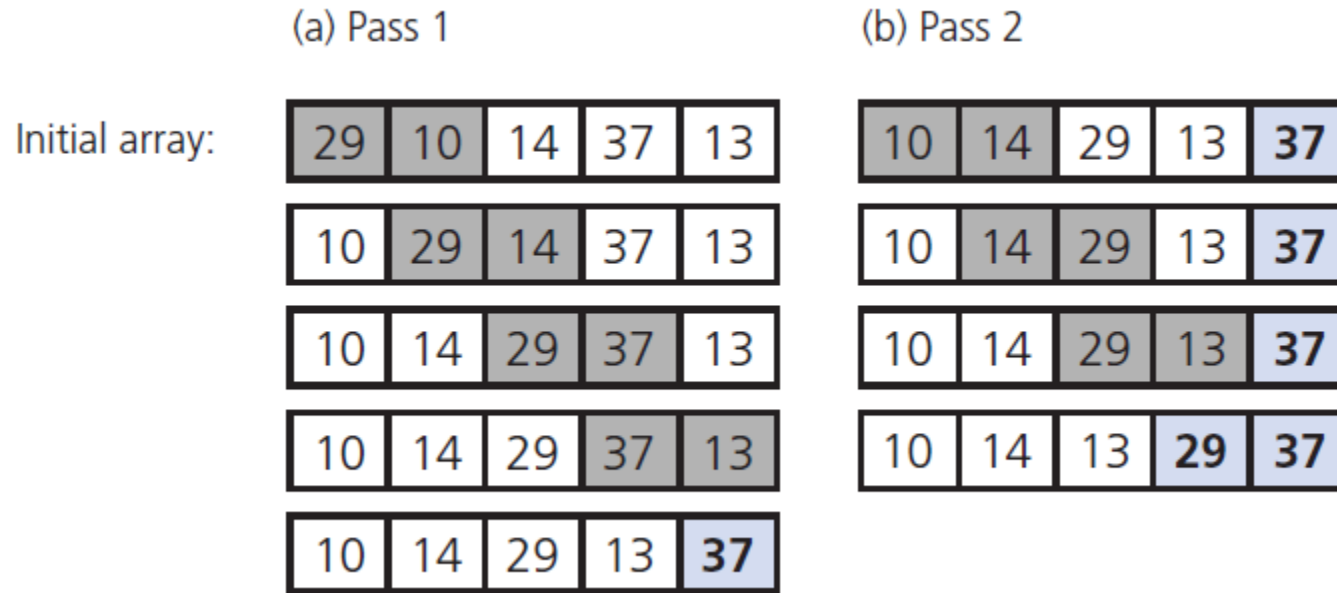 (a) Pass 1 (b) Pass 2
Initial array: 29 10 14 37 13 10 14 29 13 37
10 29 14 37 13 10 14 29 13 37
10 14 29 37 13 10 14 29 13 37
10 14 29 37 13 10 14 13 29 37
10 14 29 13 37